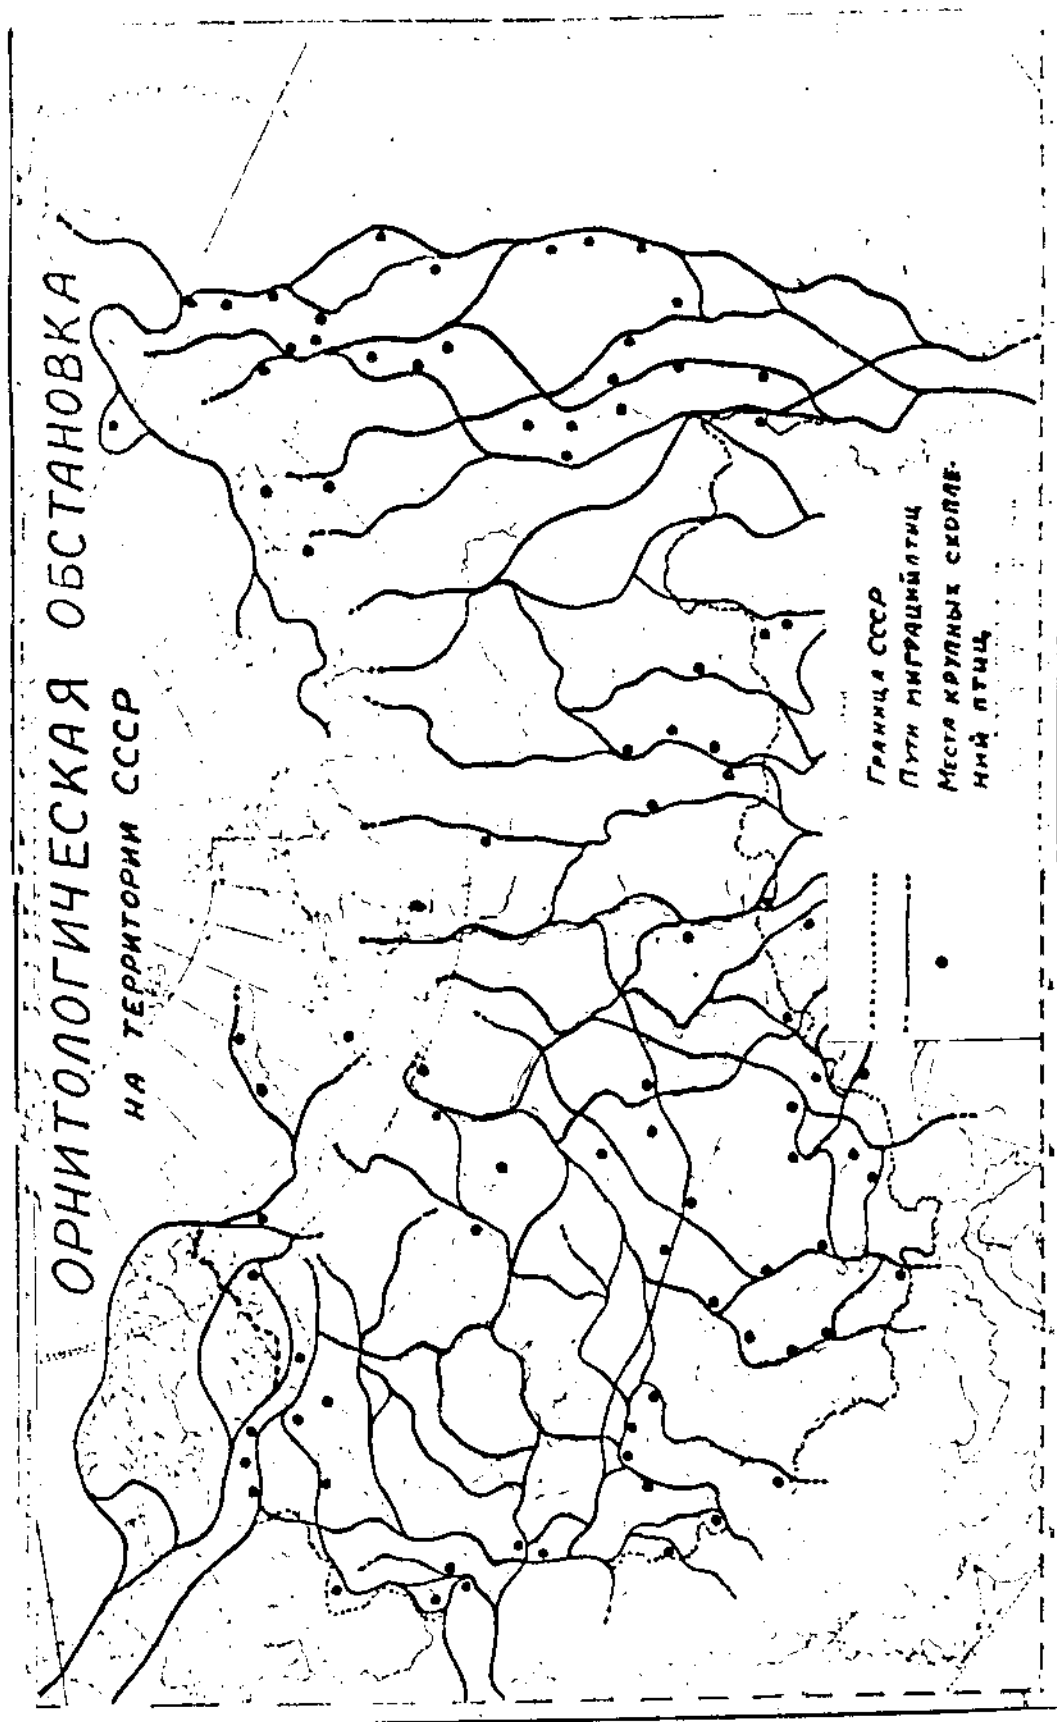 ОРНИТОЛОГИЧЕСКАЯ ОБСТАНОВКА
НА ТЕРРИТОРИИ СССР
ГРАНИЦА СССР
ПУТИ МИГРАЦИЙ ПТИЦ
МЕСТА КРУПНЫХ СКОПЛЕ-
НИЙ ПТИЦ